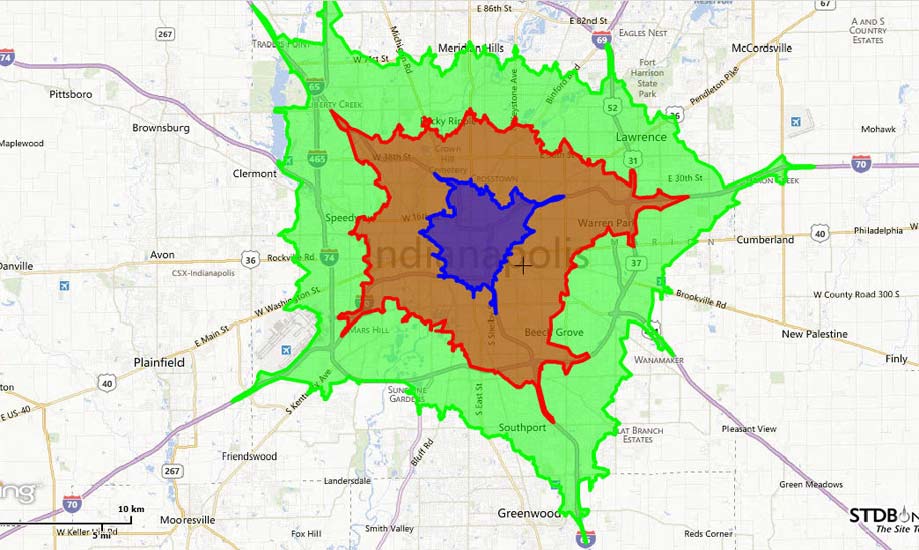 E 86th St
E 82nd St
67
267
A AND S
COUNTRY
ESTATES
EAGLES NEST
69
Meridian Hills
McCordsville
TRADERS POINT
Michigan Rd
74
W 71st St
FORT
HARRISON
STATE
PARK
Pendleton Pike
Keystone Ave
Binford Blvd
65
Pittsboro
52
36
LIBERTY CREEK
Rocky Ripple
Brownsburg
Lawrence
Mohawk
Maplewood
W 38th St
CROWN
HILL
CEMETERY
465
31
70
Clermont
CROSSTOWN
E 30th St
Speedway
W 16th
Warren Park
40
Philadelphia
Cumberland
Indianapolis
Avon
36
Rockville Rd
74
37
Danville
CSX-Indianapolis
Brookville Rd
W County Road 300 S
W Washington St
E Main St
40
MARS HILL
S Shelby
Beech Grove
New Palestine
Plainfield
WANAMAKER
Finly
S Kentucky Ave
SUNSHINE
GARDENS
E US-40
S East St
Southport
FLAT BRANCH
ESTATES
Pleasant View
Bluff Rd
Friendswood
267
Landersdale
Green Meadows
70
10 km
Greenwood
Mooresville
5 mi
W Keller Hill Rd
Fox Hill
Smith Valley
65
Reds Corner
STDBON
The Site T